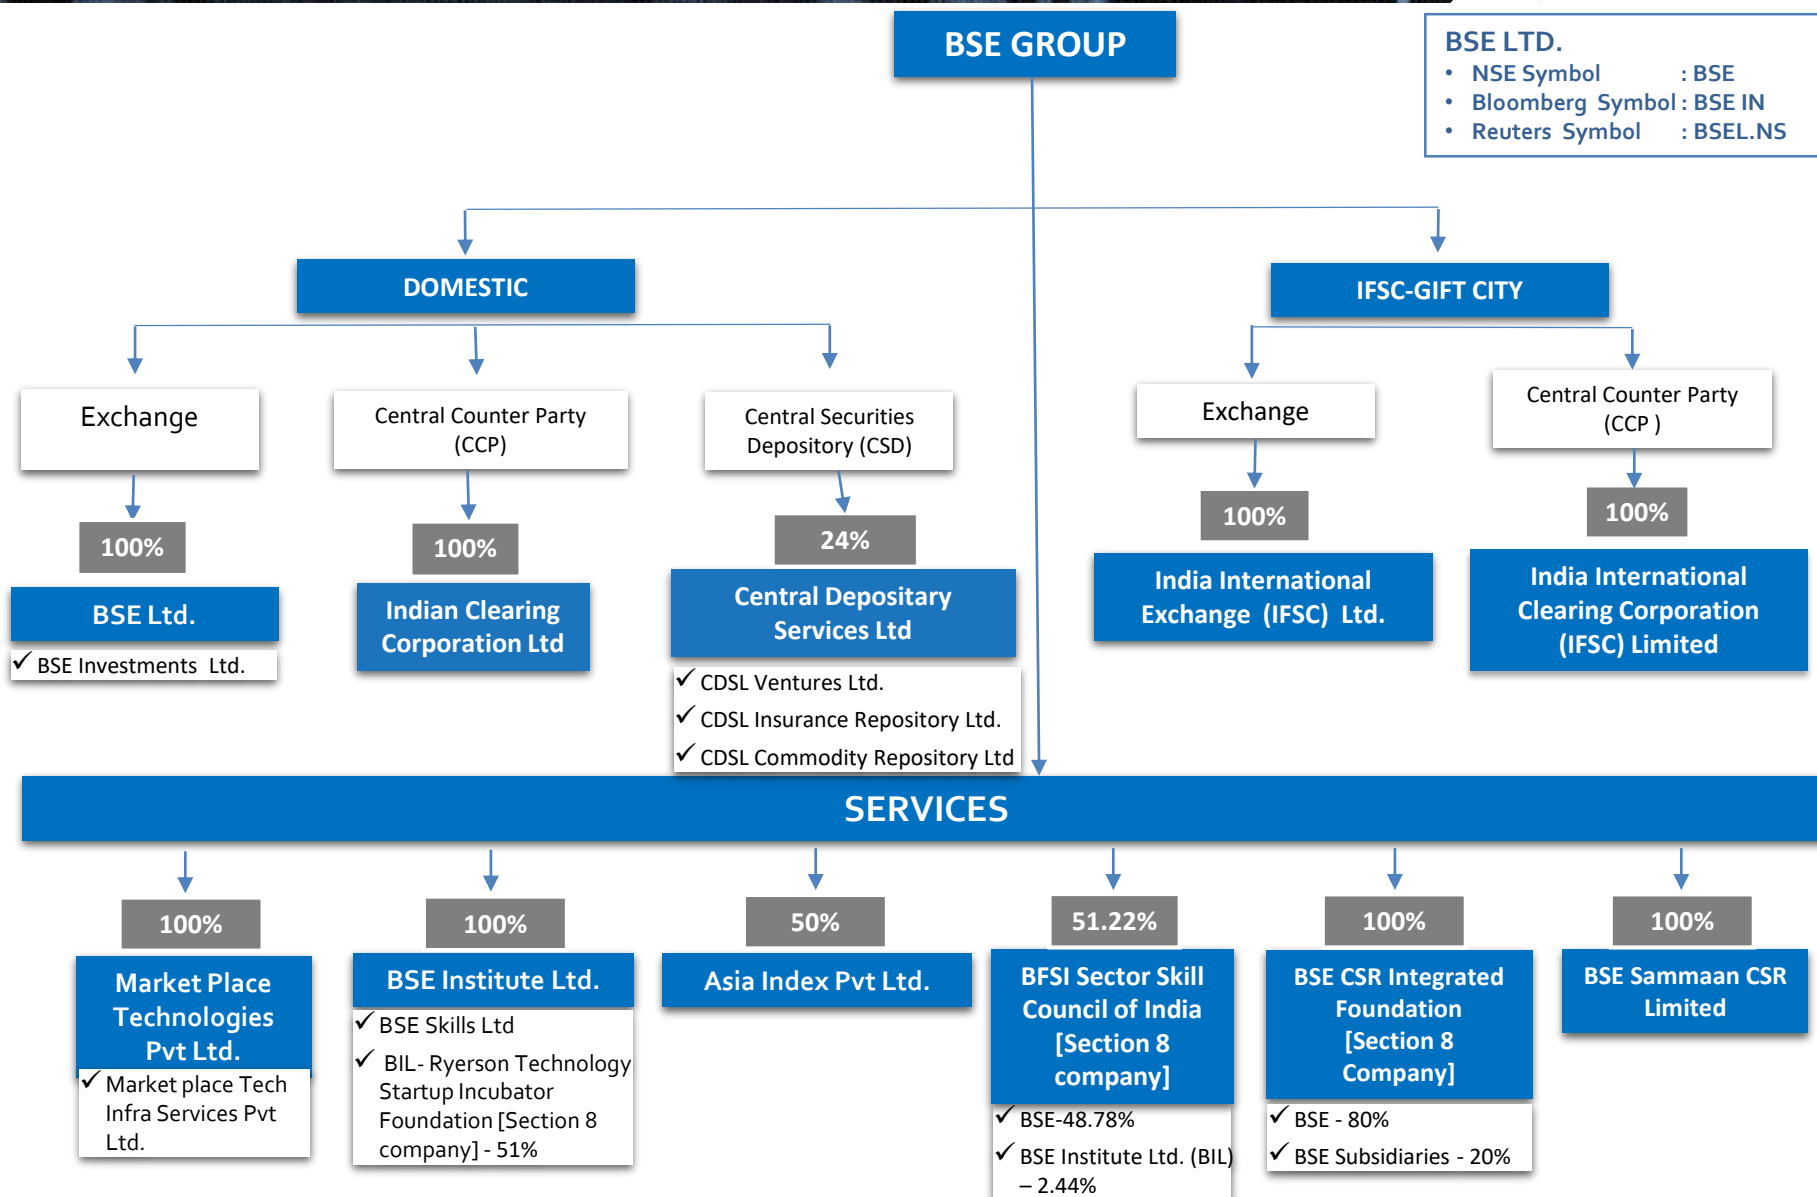 BSE GROUP
BSE LTD.
• NSE Symbol : BSE
• Bloomberg Symbol : BSE IN
• Reuters Symbol : BSEL.NS
DOMESTIC
IFSC-GIFT CITY
Exchange
Central Counter Party
(CCP)
Central Securities
Depository (CSD)
Exchange
Central Counter Party
(CCP )
100%
100%
24%
100%
100%
BSE Ltd.
✓ BSE Investments Ltd.
Indian Clearing
Corporation Ltd
Central Depositary
Services Ltd
✓ CDSL Ventures Ltd.
✓ CDSL Insurance Repository Ltd.
✓ CDSL Commodity Repository Ltd
India International
Exchange (IFSC) Ltd.
India International
Clearing Corporation
(IFSC) Limited
SERVICES
100%
Market Place
Technologies
Pvt Ltd.
✓ Market place Tech
Infra Services Pvt
Ltd.
100%
BSE Institute Ltd.
✓ BSE Skills Ltd
✓ BIL- Ryerson Technology
Startup Incubator
Foundation [Section 8
company] - 51%
50%
Asia Index Pvt Ltd.
51.22%
BFSI Sector Skill
Council of India
[Section 8
company]
✓ BSE-48.78%
✓ BSE Institute Ltd. (BIL)
– 2.44%
100%
BSE CSR Integrated
Foundation
[Section 8
Company]
✓ BSE - 80%
✓ BSE Subsidiaries - 20%
100%
BSE Sammaan CSR
Limited